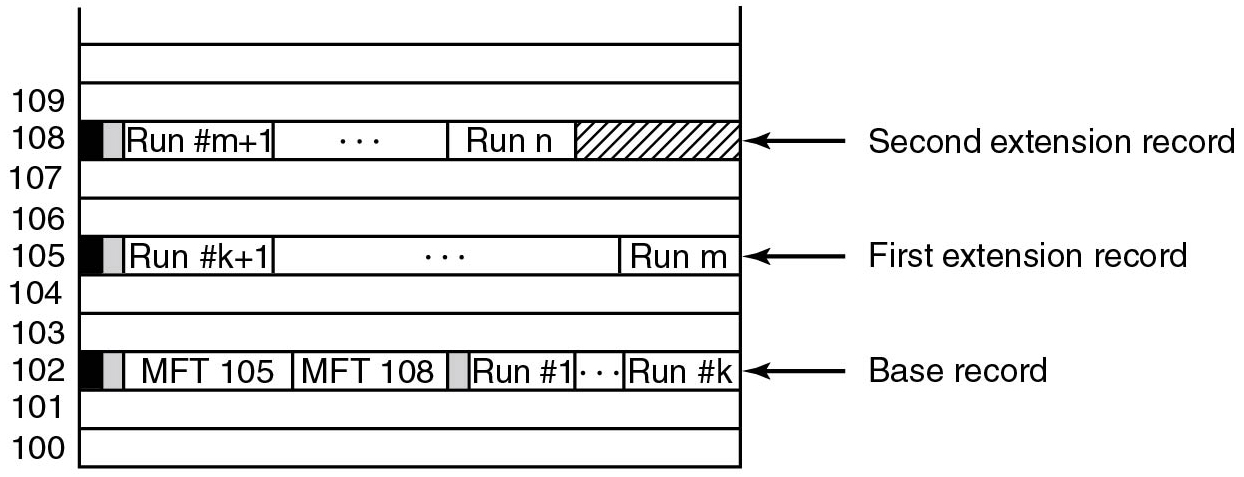 109
108 Run #m+1 ··· Run n Second extension record
107
106
105 Run #k+1 ··· Run m First extension record
104
103
102 MFT 105 MFT 108 Run #1 ··· Run #k Base record
101
100